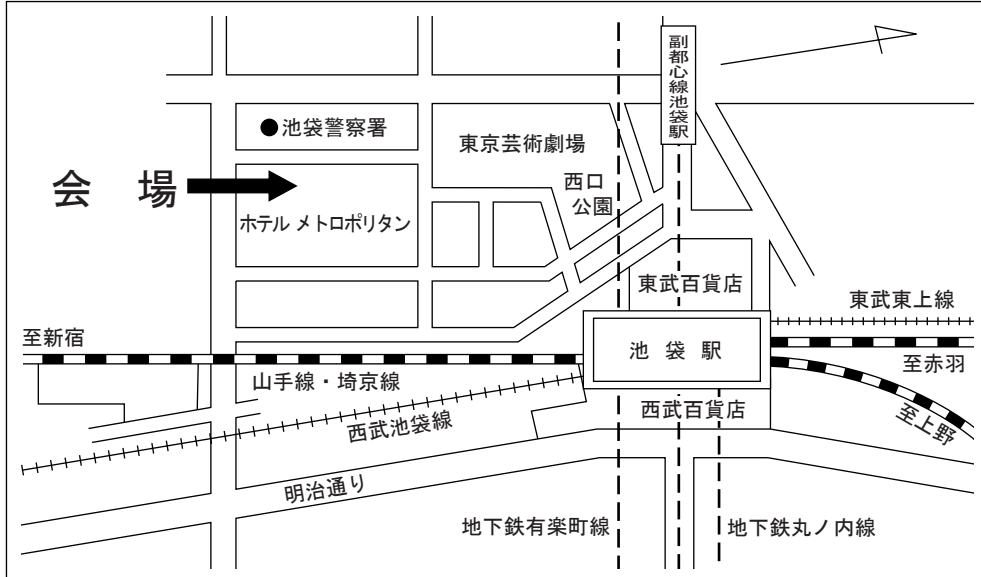 副都心線池袋駅
●池袋警察署
東京芸術劇場
会場
西口
公園
ホテル メトロポリタン
東武百貨店
東武東上線
至新宿
池袋駅
至赤羽
山手線・埼京線
西武百貨店
至上野
西武池袋線
明治通り
地下鉄有楽町線
地下鉄丸ノ内線